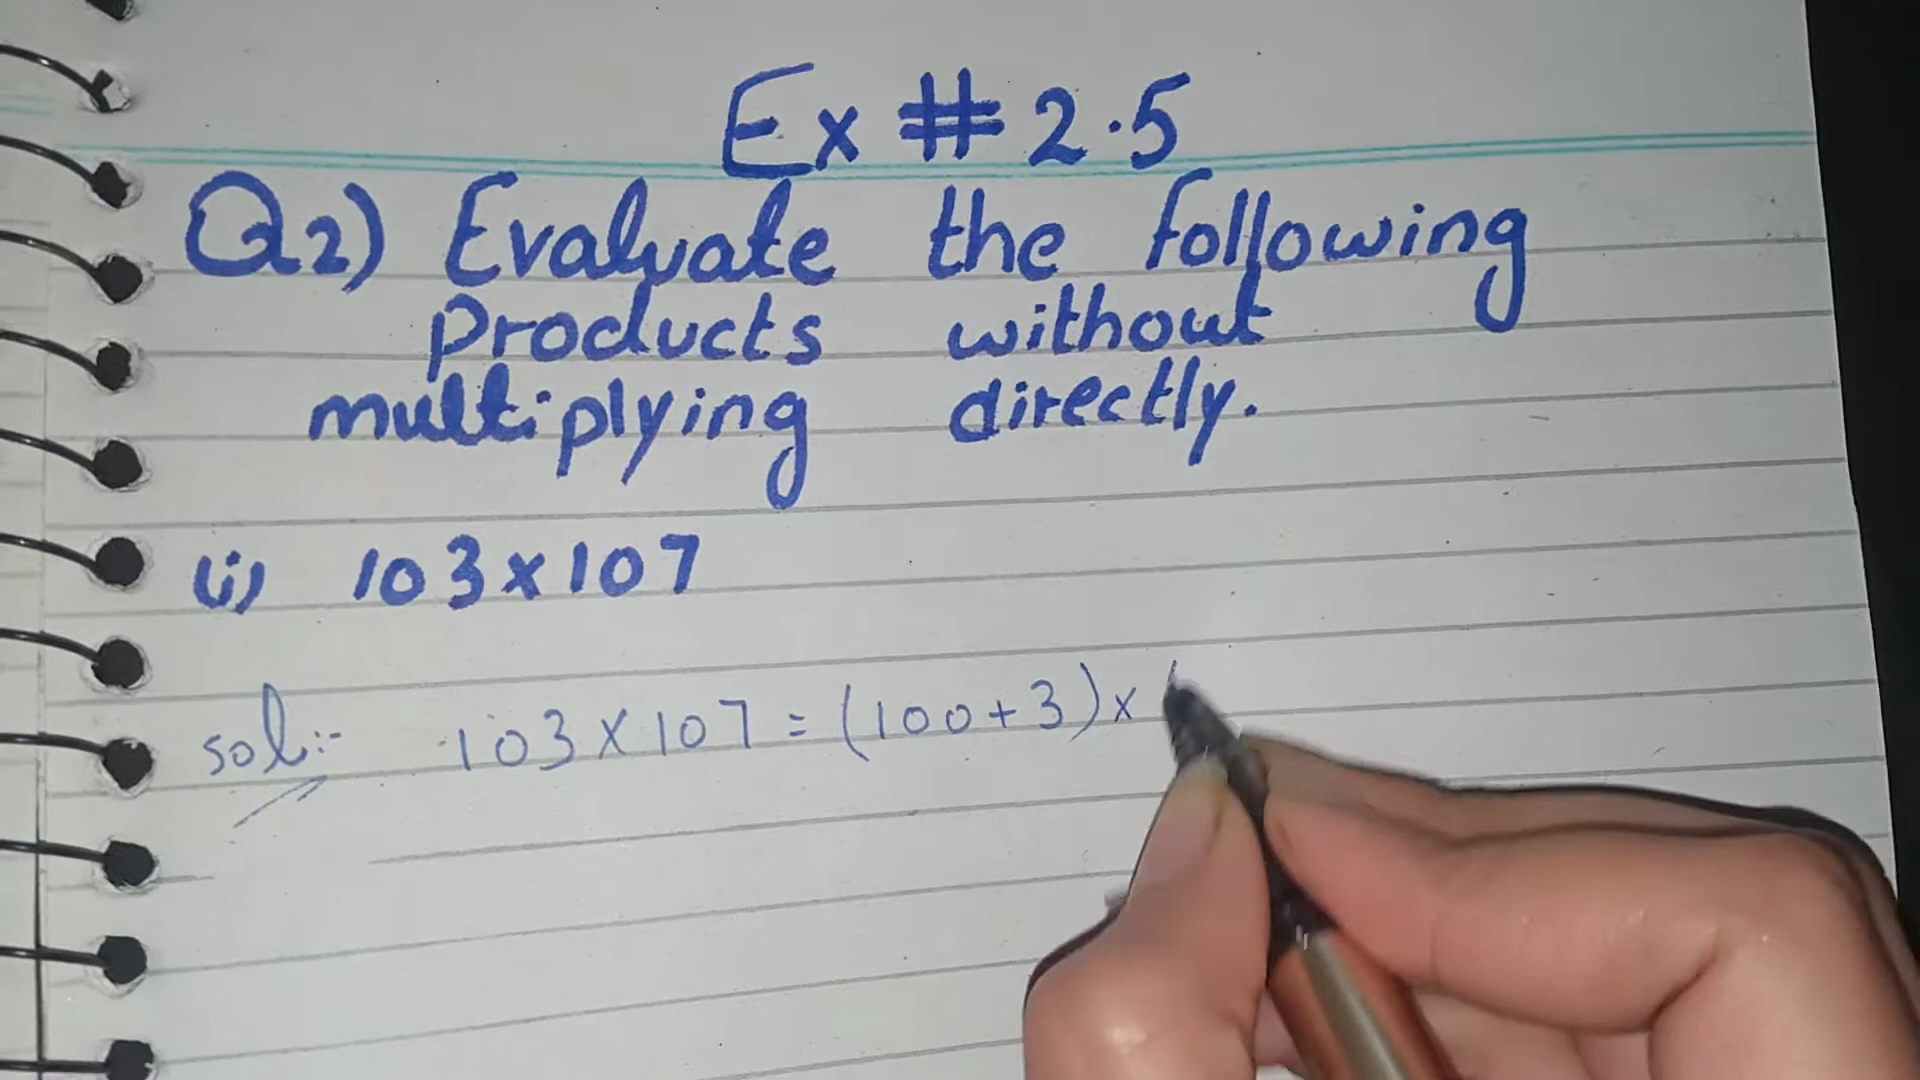 Ex # 2.5
Q2) Evaluate the following
products without
multiplying directly.
(i) 103×107
sol:- 103×107 = (100+3)× (